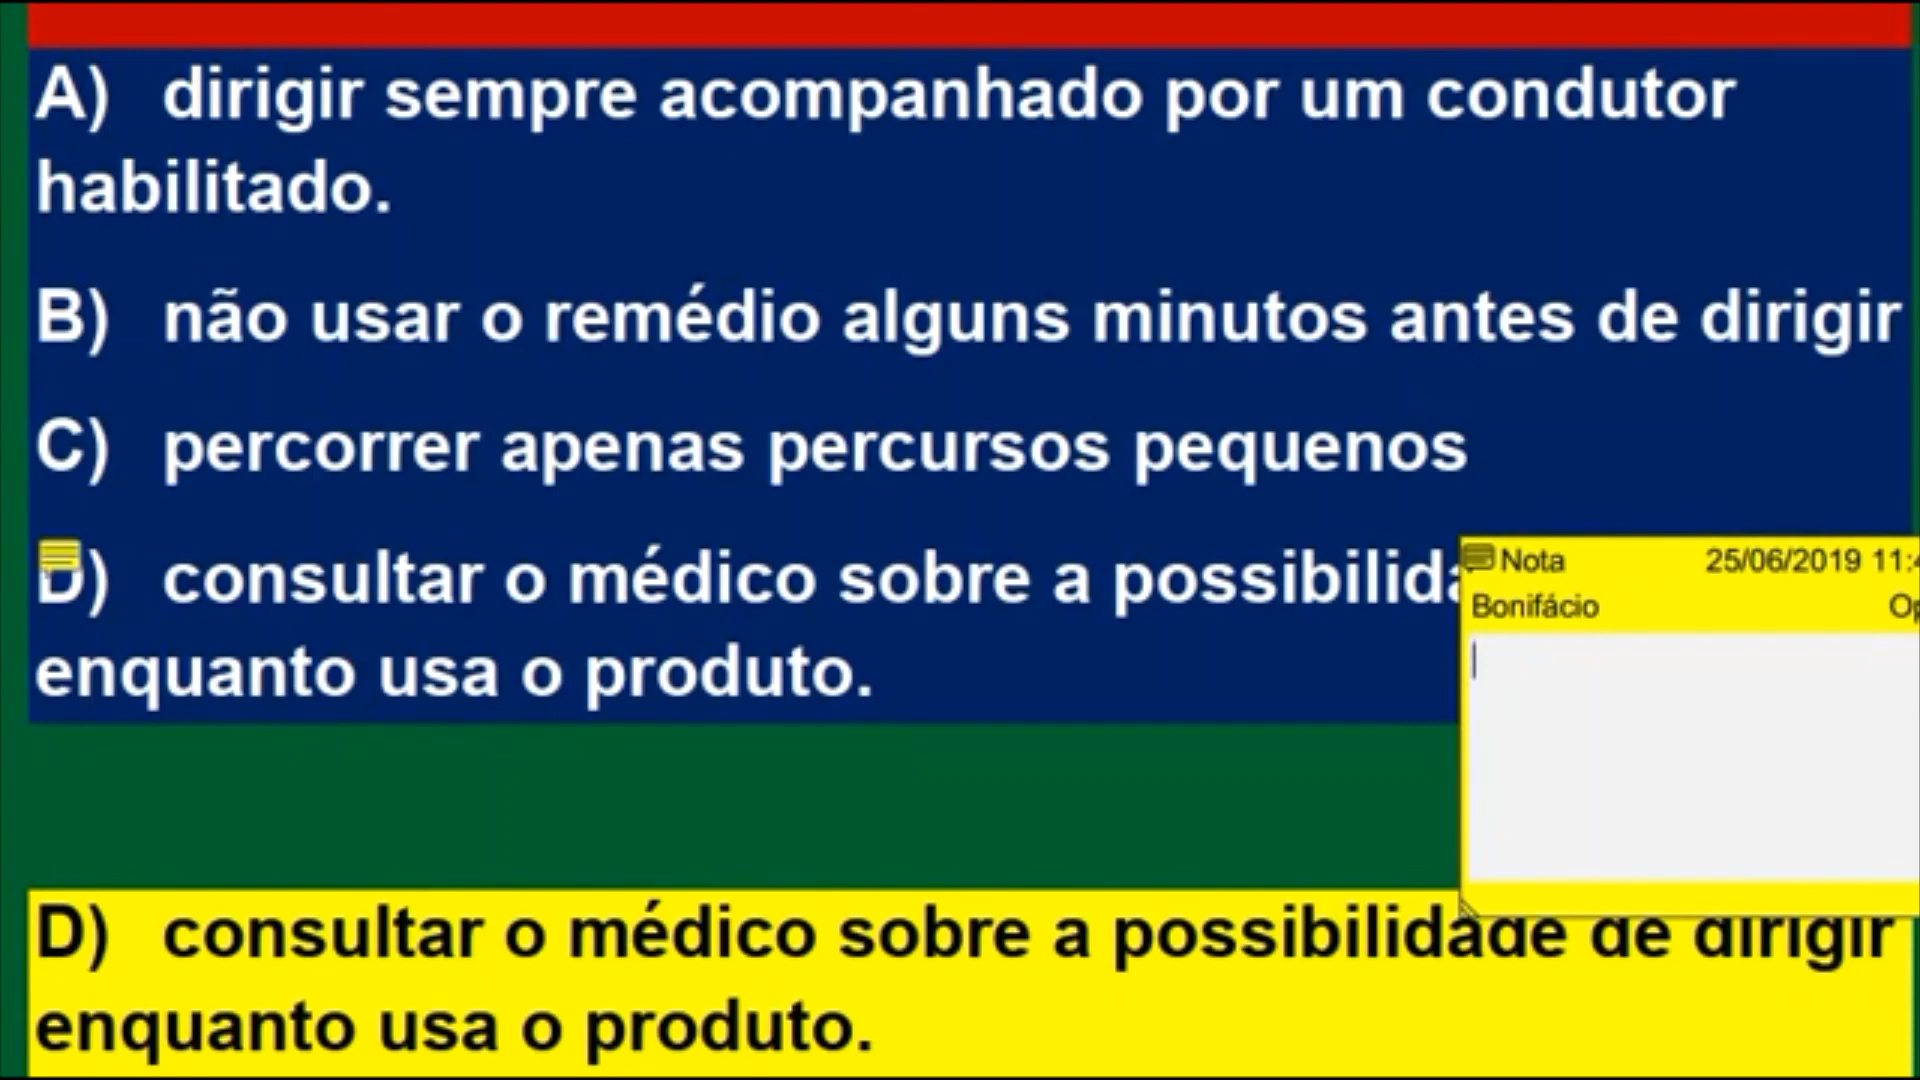 A) dirigir sempre acompanhado por um condutor
habilitado.
B) não usar o remédio alguns minutos antes de dirigir
C) percorrer apenas percursos pequenos
D) consultar o médico sobre a
enquanto usa o produto.
Nota 25/06/2019
Bonifácio
D) consultar o médico sobre a possibilidade de dirigir
enquanto usa o produto.